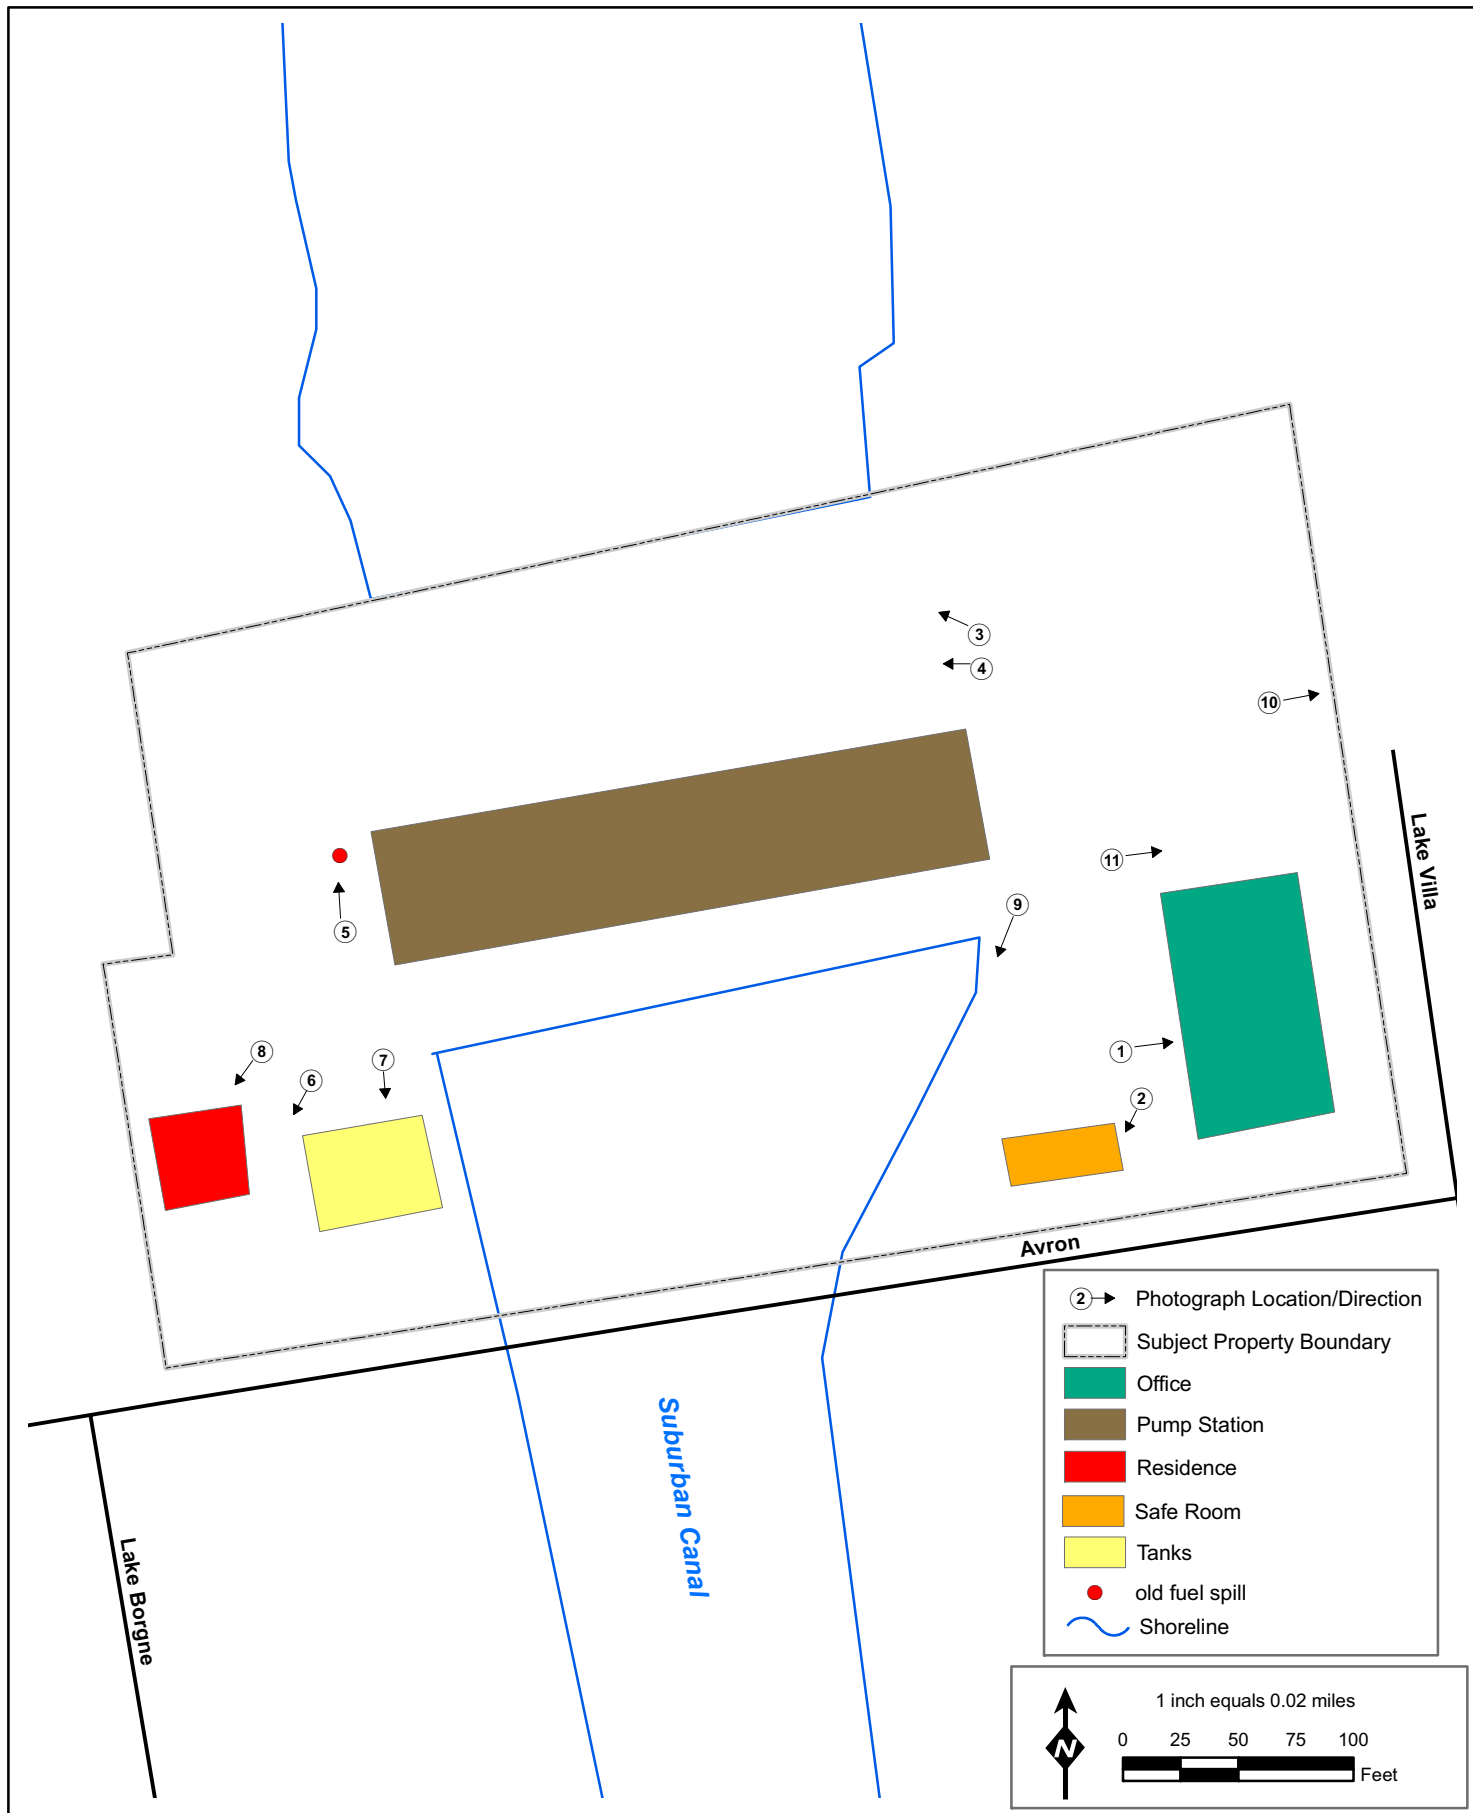 3
4
10
11
Lake Villa
9
5
1
8
7
6
2
Avron
2 Photograph Location/Direction
Subject Property Boundary
Office
Pump Station
Residence
Safe Room
Tanks
old fuel spill
Shoreline
Suburban Canal
Lake Borgne
1 inch equals 0.02 miles
0 25 50 75 100
Feet
N